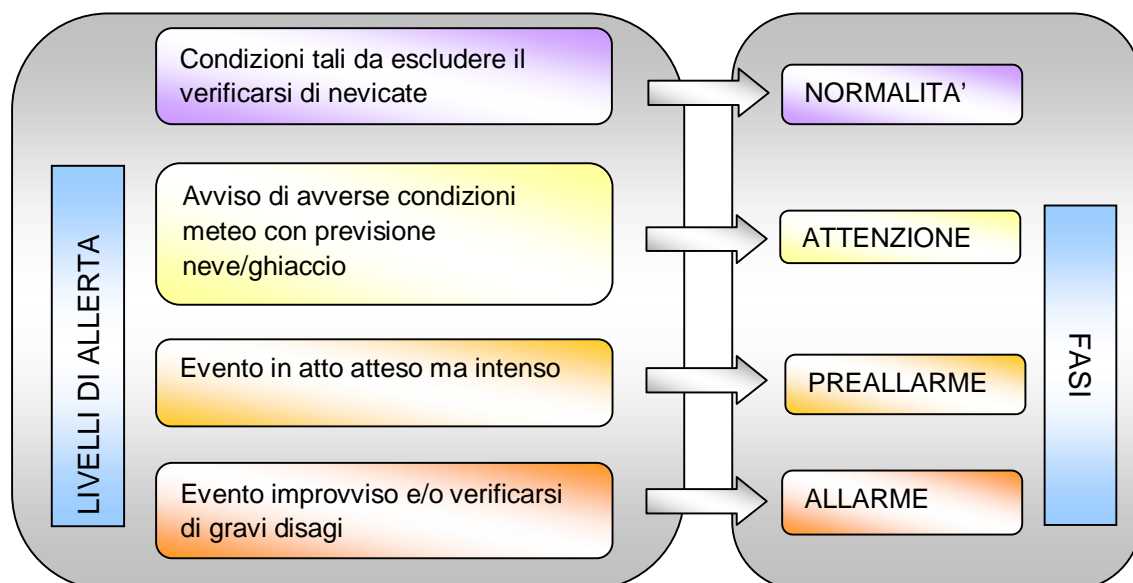 LIVELLI DI ALLERTA
Condizioni tali da escludere il
verificarsi di nevicate
NORMALITA’
Avviso di avverse condizioni
meteo con previsione
neve/ghiaccio
ATTENZIONE
Evento in atto atteso ma intenso
PREALLARME
Evento improvviso e/o verificarsi
di gravi disagi
ALLARME
FASI